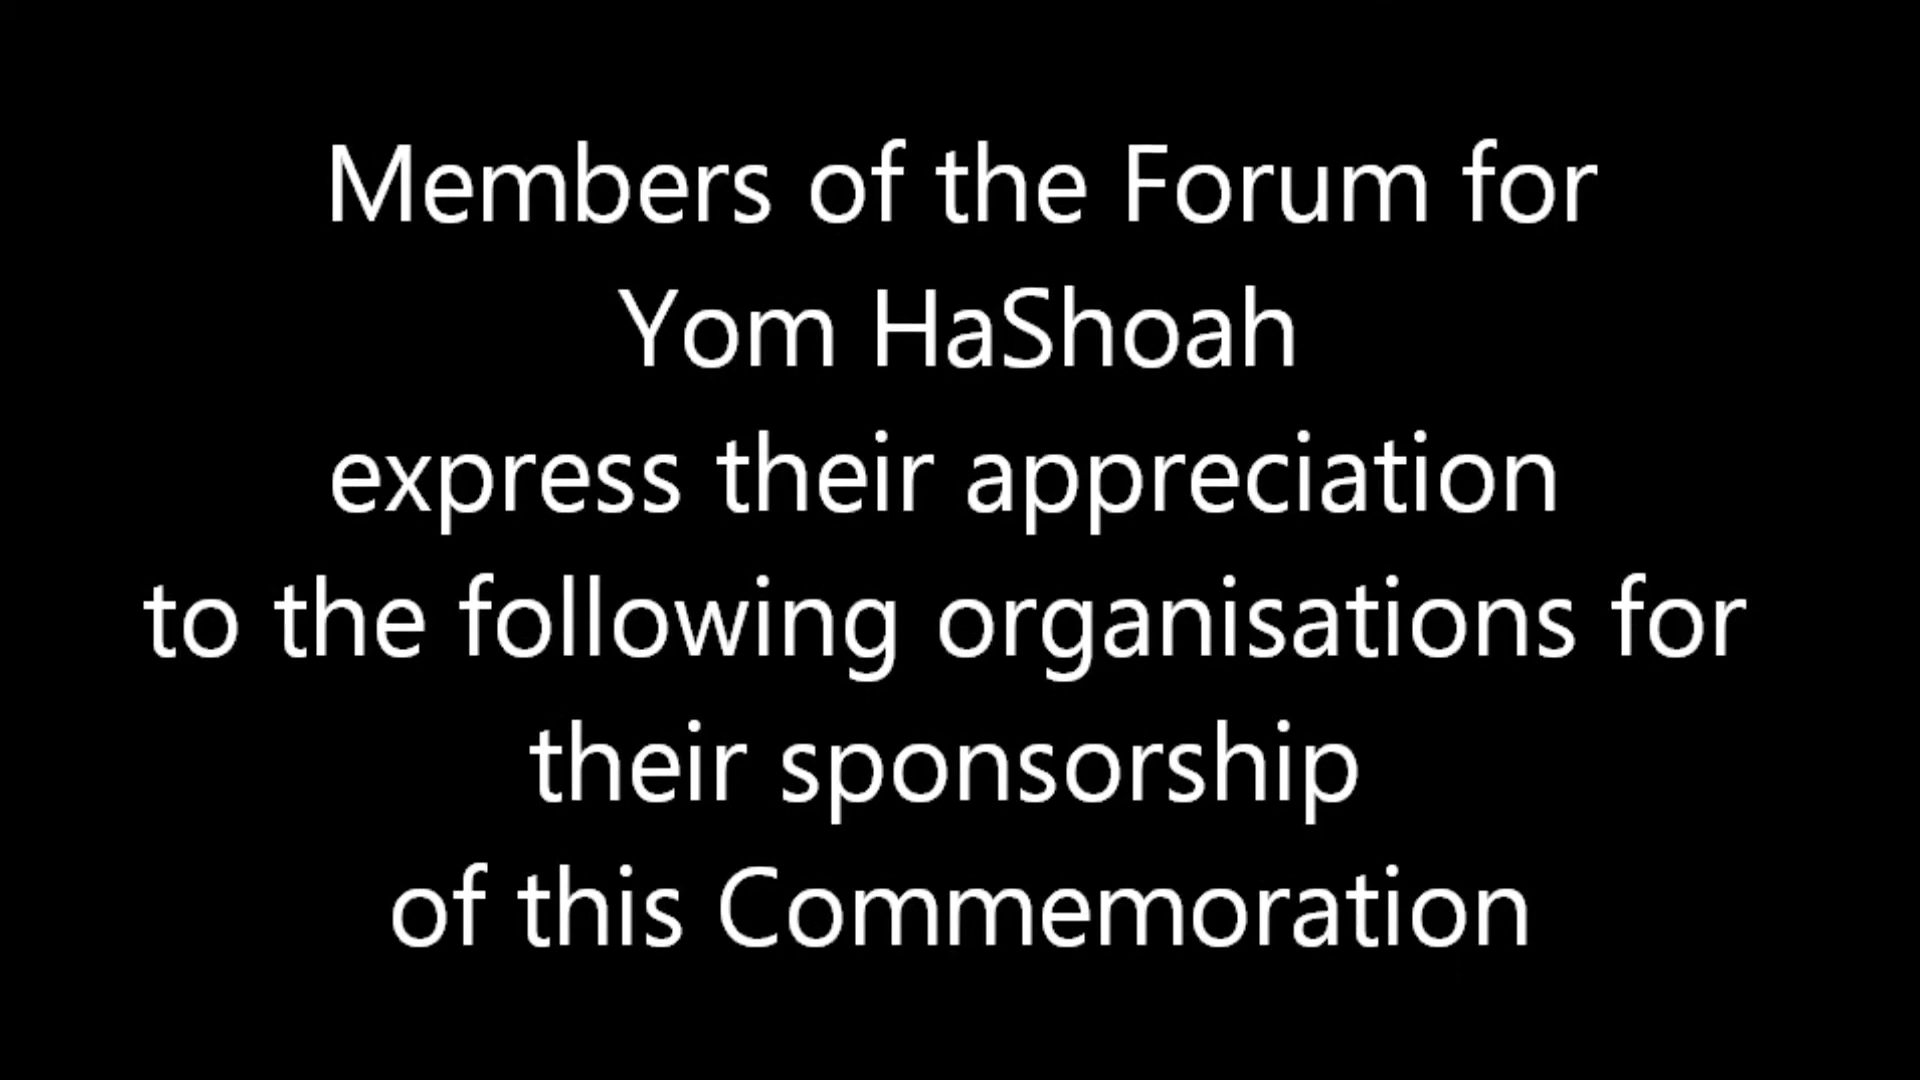 Members of the Forum for
Yom HaShoah
express their appreciation
to the following organisations for
their sponsorship
of this Commemoration